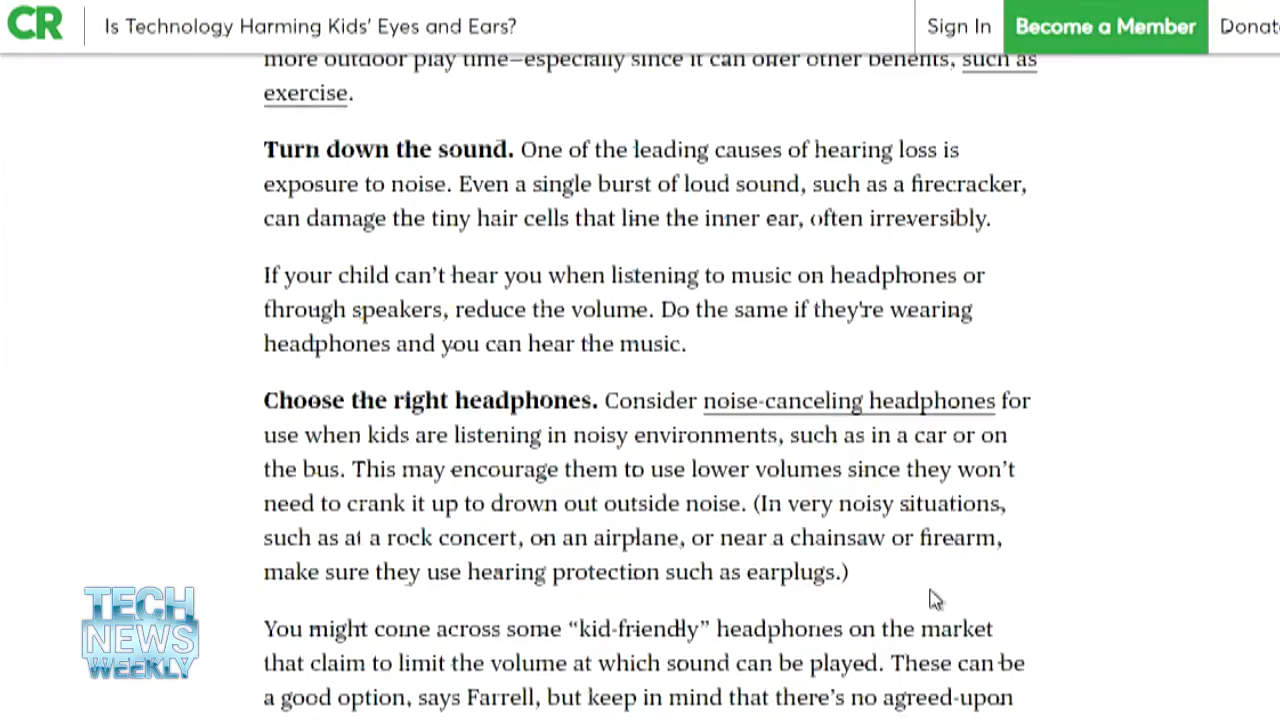 CR
Is Technology Harming Kids' Eyes and Ears?
Sign In
Become a Member
Donat
more outdoor play time—especially since it can offer other benefits, such as
exercise.
Turn down the sound. One of the leading causes of hearing loss is
exposure to noise. Even a single burst of loud sound, such as a firecracker,
can damage the tiny hair cells that line the inner ear, often irreversibly.
If your child can't hear you when listening to music on headphones or
through speakers, reduce the volume. Do the same if they're wearing
headphones and you can hear the music.
Choose the right headphones. Consider noise-canceling headphones for
use when kids are listening in noisy environments, such as in a car or on
the bus. This may encourage them to use lower volumes since they won't
need to crank it up to drown out outside noise. (In very noisy situations,
such as at a rock concert, on an airplane, or near a chainsaw or firearm,
make sure they use hearing protection such as earplugs.)
You might come across some “kid-friendly” headphones on the market
that claim to limit the volume at which sound can be played. These can be
a good option, says Farrell, but keep in mind that there's no agreed-upon
TECH
NEWS
WEEKLY